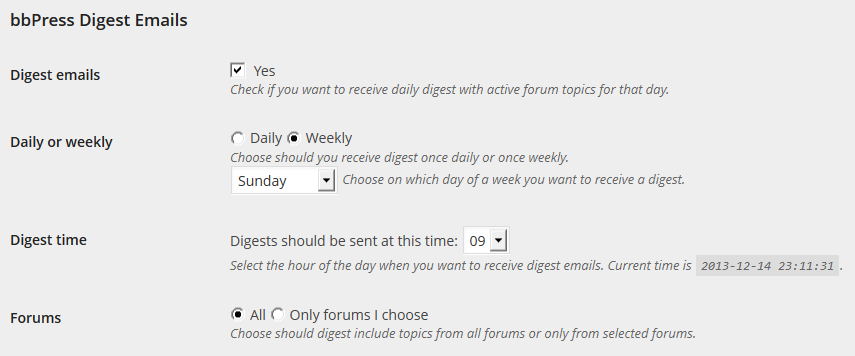 bbPress Digest Emails
Digest emails
Yes
Check if you want to receive daily digest with active forum topics for that day.
Daily or weekly
Daily Weekly
Choose should you receive digest once daily or once weekly.
Sunday Choose on which day of a week you want to receive a digest.
Digest time
Digests should be sent at this time: 09
Select the hour of the day when you want to receive digest emails. Current time is 2013-12-14 23:11:31 .
Forums
All Only forums I choose
Choose should digest include topics from all forums or only from selected forums.